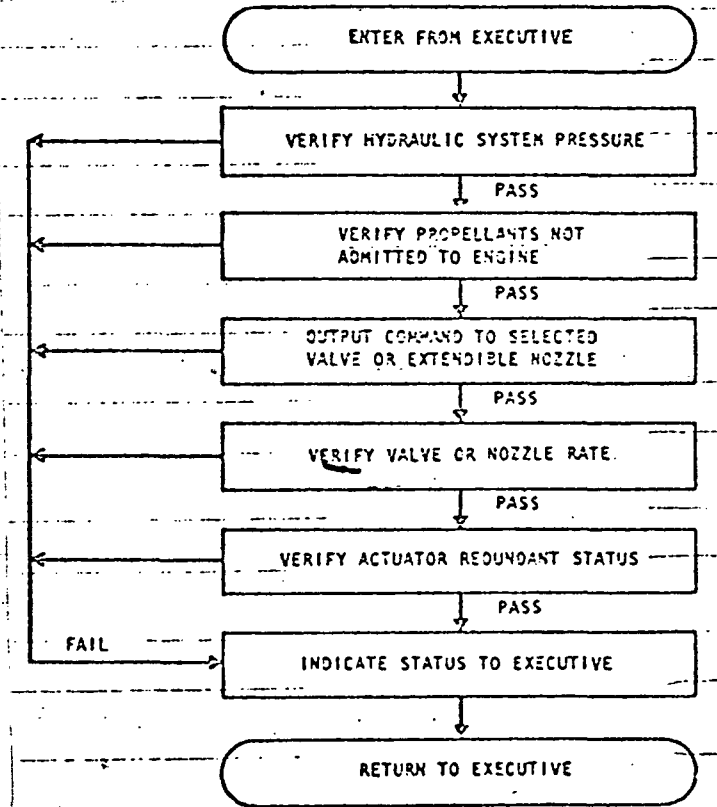 ENTER FROM EXECUTIVE
VERIFY HYDRAULIC SYSTEM PRESSURE
PASS
VERIFY PROPELLANTS NOT
ADMITTED TO ENGINE
PASS
OUTPUT COMMAND TO SELECTED
VALVE OR EXTENDIBLE NOZZLE
PASS
VERIFY VALVE OR NOZZLE RATE
PASS
VERIFY ACTUATOR REDUNDANT STATUS
PASS
FAIL
INDICATE STATUS TO EXECUTIVE
RETURN TO EXECUTIVE